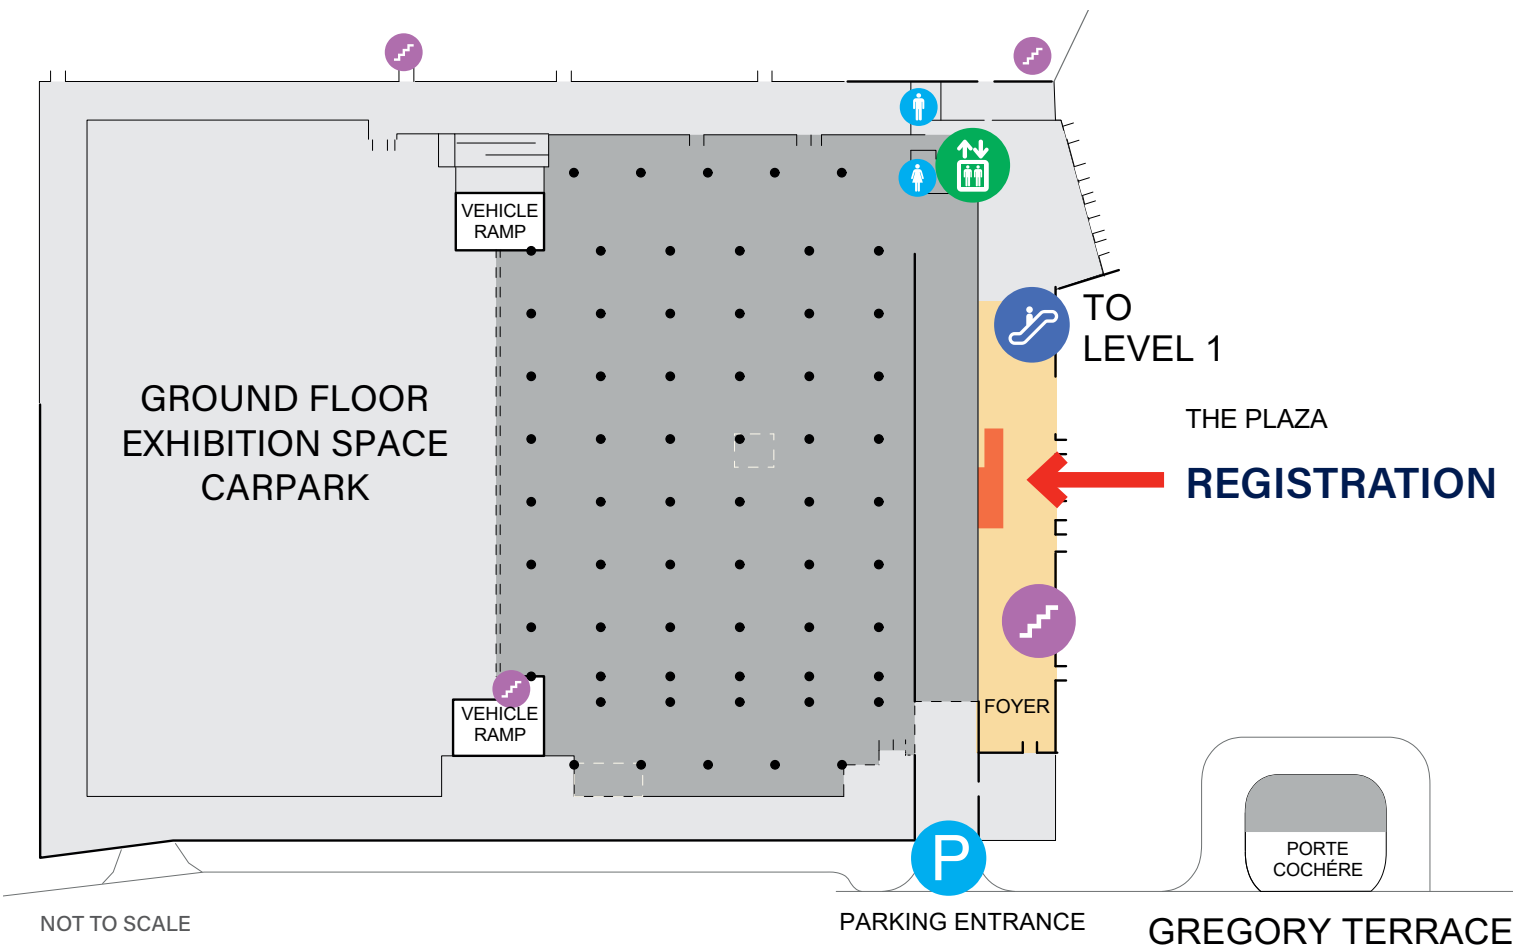 VEHICLE
RAMP
TO
LEVEL 1
GROUND FLOOR
EXHIBITION SPACE
CARPARK
THE PLAZA
REGISTRATION
VEHICLE
RAMP
FOYER
P
PORTE
COCHÉRE
NOT TO SCALE
PARKING ENTRANCE
GREGORY TERRACE